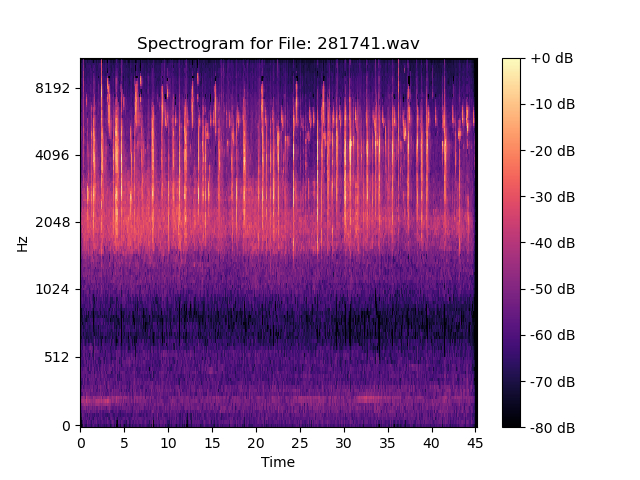 Spectrogram for File: 281741.wav
+0 dB
-10 dB
-20 dB
-30 dB
-40 dB
-50 dB
-60 dB
-70 dB
-80 dB
8192
4096
2048
1024
512
0
Hz
0 5 10 15 20 25 30 35 40 45
Time